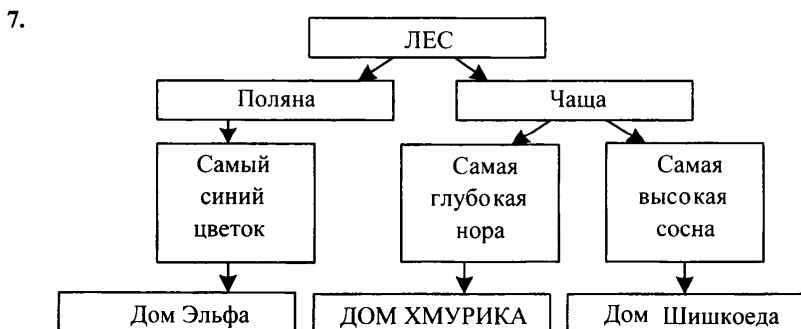 7.
ЛЕС
Поляна
Чаща
Самый
синий
цветок
Самая
глубокая
нора
Самая
высокая
сосна
Дом Эльфа
ДОМ ХМУРИКА
Дом Шишкоеда